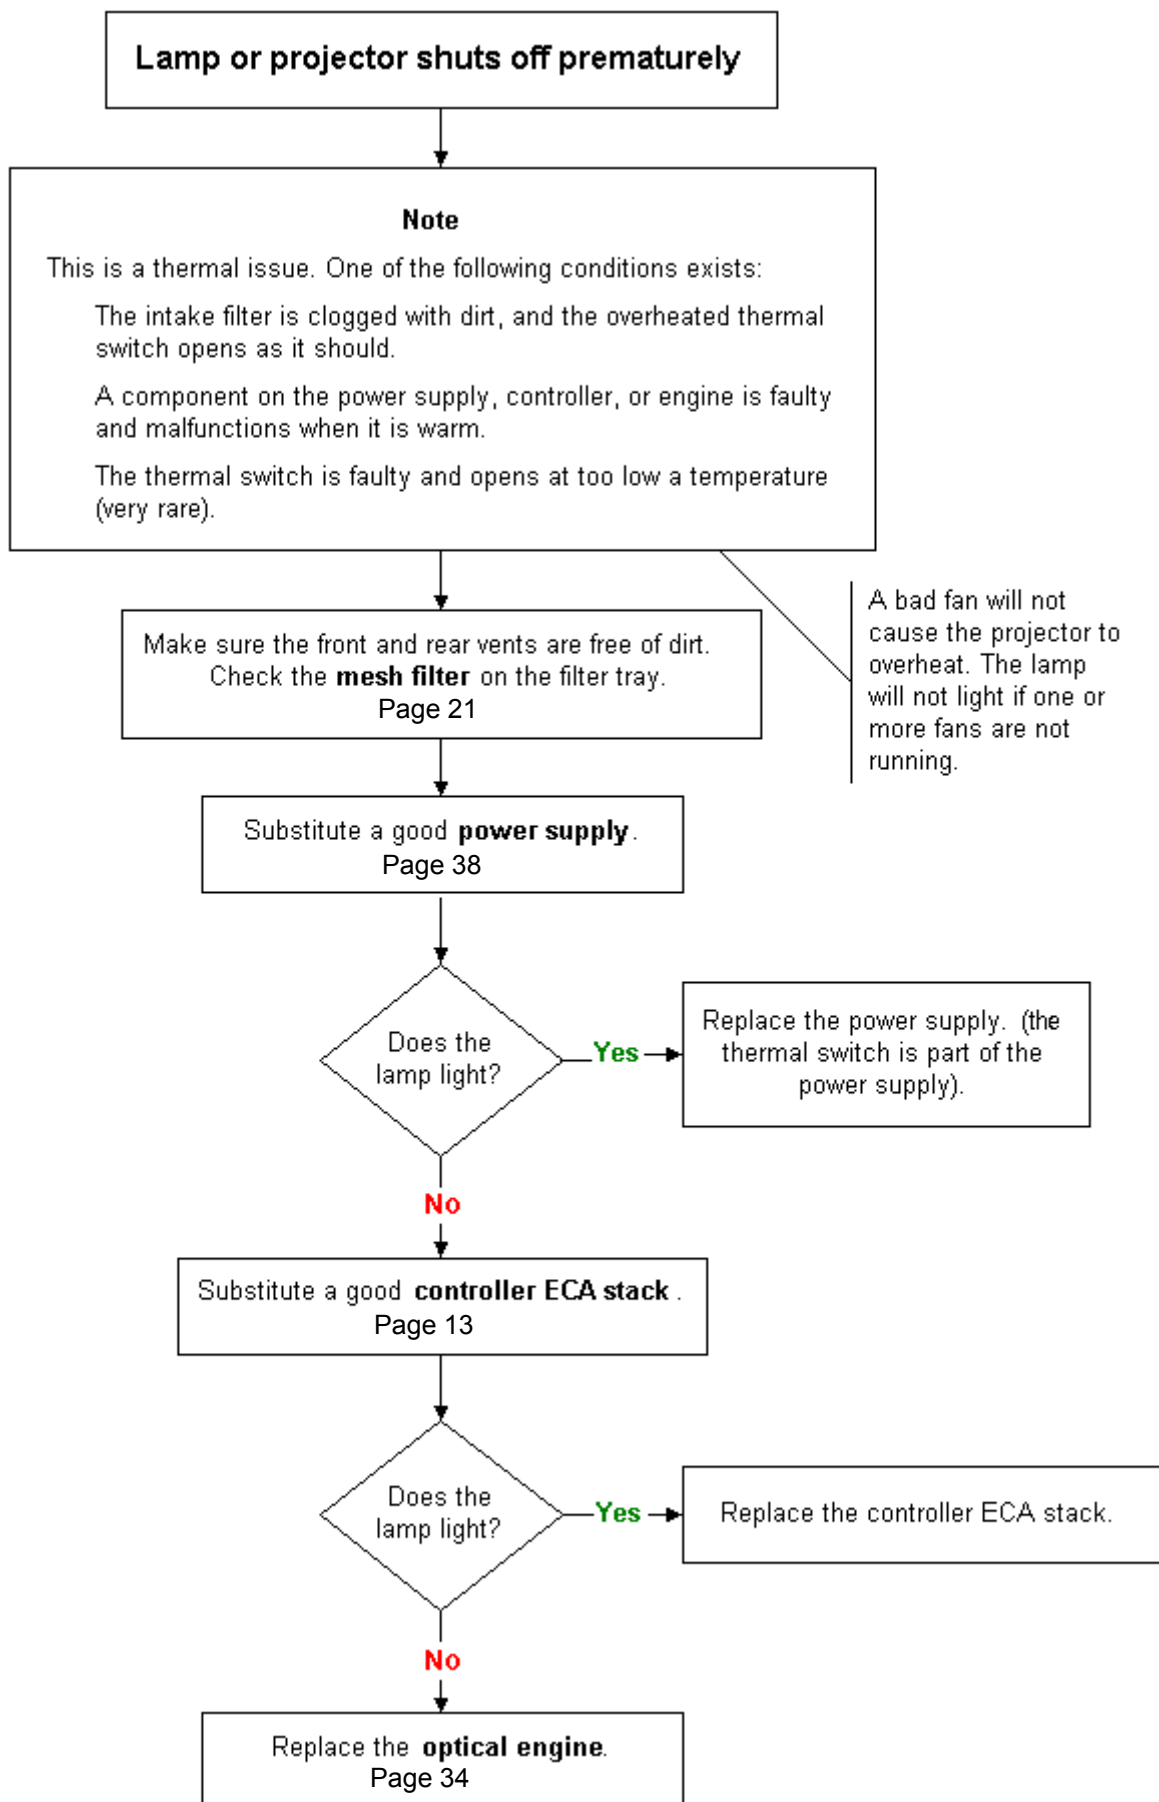 Lamp or projector shuts off prematurely
Note
This is a thermal issue. One of the following conditions exists:
The intake filter is clogged with dirt, and the overheated thermal
switch opens as it should.
A component on the power supply, controller, or engine is faulty
and malfunctions when it is warm.
The thermal switch is faulty and opens at too low a temperature
(very rare).
A bad fan will not
cause the projector to
overheat. The lamp
will not light if one or
more fans are not
running.
Make sure the front and rear vents are free of dirt.
Check the mesh filter on the filter tray.
Page 21
Substitute a good power supply.
Page 38
Does the
lamp light?
Yes
Replace the power supply. (the
thermal switch is part of the
power supply).
No
Substitute a good controller ECA stack .
Page 13
Does the
lamp light?
Yes
Replace the controller ECA stack.
No
Replace the optical engine.
Page 34